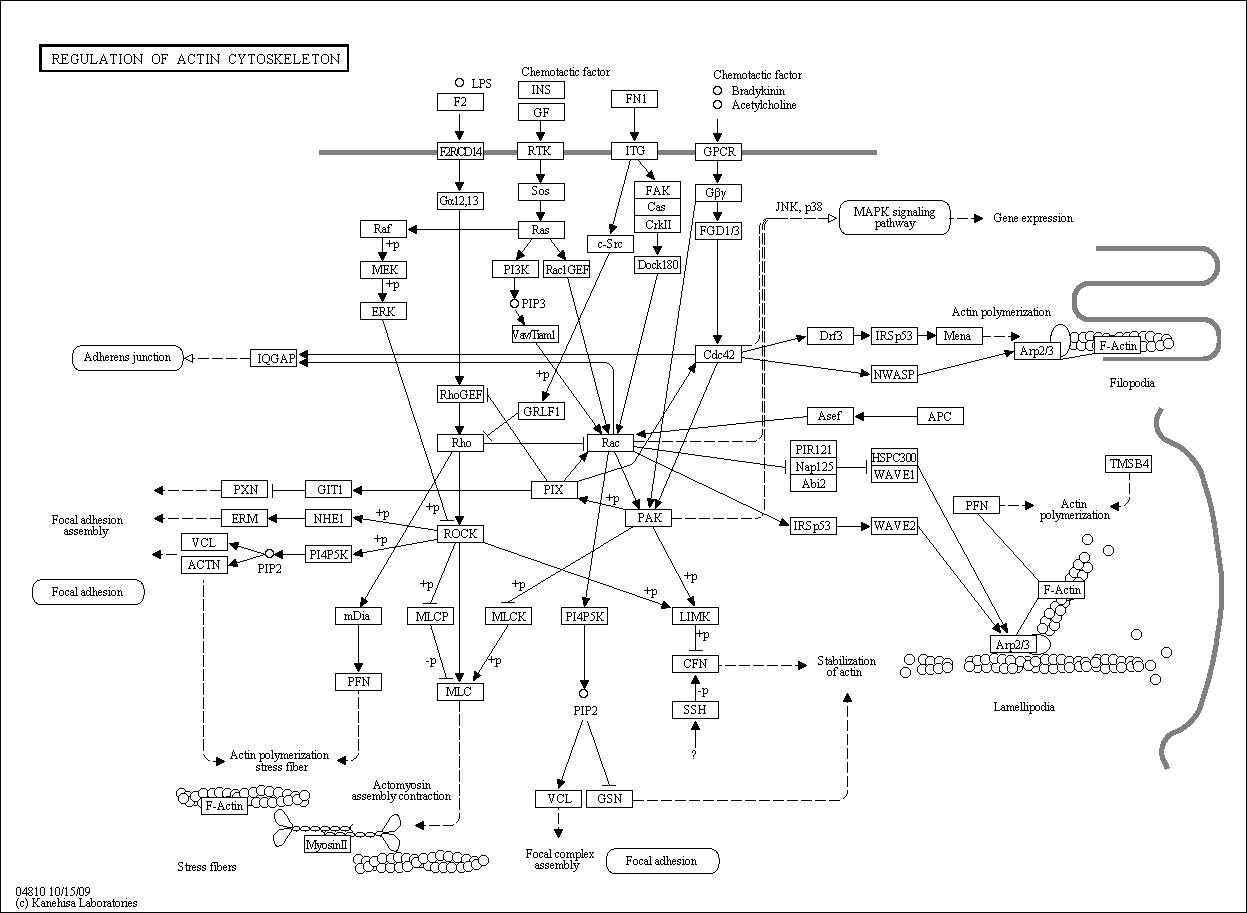 REGULATION OF ACTIN CYTOSKELETON
Chemotactic factor
Chemotactic factor
LPS
INS
Bradykinin
F2
FN1
Acetylcholine
GF
F2R/CD14
RTK
ITG
GPCR
Gα12,13
Sos
FAK
Gβγ
Cas
JNK, p38
MAPK signaling
pathway
Gene expression
CrkII
Raf
Ras
FGD1/3
+p
c-Src
MEK
PI3K
Rac1GEF
Dock180
+p
PIP3
ERK
Actin polymerization
Vav/Tiam1
Drf3
IRSp53
Mena
Adherens junction
IQGAP
Cdc42
Arp2/3
F-Actin
+p
NWASP
Filopodia
RhoGEF
GRLF1
Asef
APC
Rho
Rac
PIR121
HSPC300
Nap125
WAVE1
Abi2
TMSB4
PXN
GIT1
PIX
+p
+p
PFN
Actin
polymerization
Focal adhesion
assembly
ERM
NHE1
+p
PAK
IRSp53
WAVE2
ROCK
VCL
+p
PI4P5K
PIP2
ACTN
Focal adhesion
+p
+p
+p
+p
F-Actin
mDia
MLCP
MLCK
PI4P5K
LIMK
+p
Arp2/3
-p
+p
CFN
Stabilization
of actin
PFN
MLC
-p
Lamellipodia
PIP2
SSH
?
Actin polymerization
stress fiber
Actomyosin
assembly contraction
F-Actin
VCL
GSN
MyosinII
Stress fibers
Focal complex
assembly
Focal adhesion
04810 10/15/09
(c) Kanehisa Laboratories